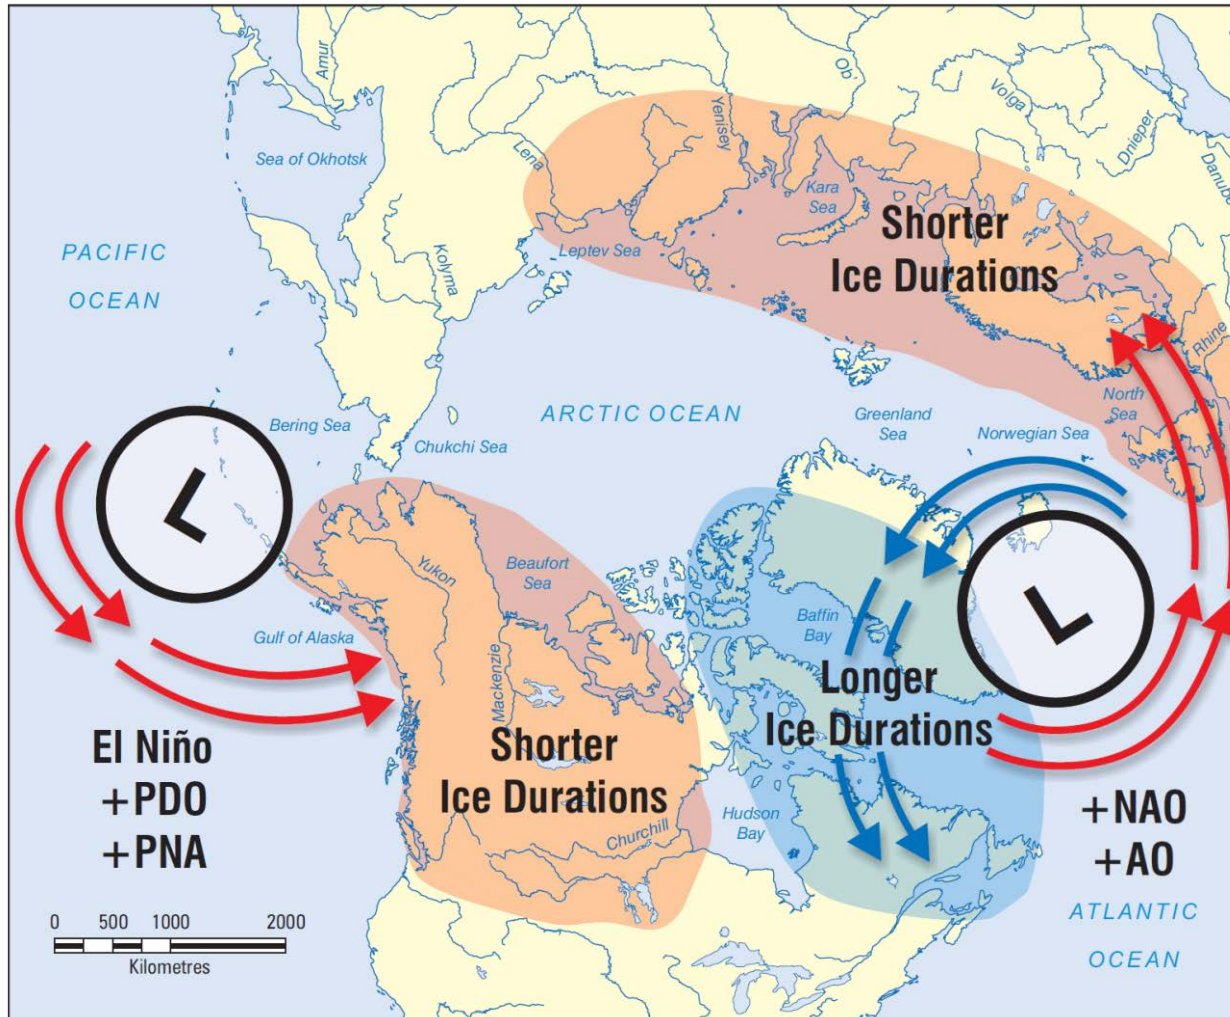 Amur
Sea of Okhotsk
PACIFIC
OCEAN
Kolyma
Lena
Yenisey
Ob'
Volga
Dnieper
Danub
Kara
Sea
Leptev Sea
Shorter
Ice Durations
Rhine
North
Sea
Bering Sea
Chukchi Sea
ARCTIC OCEAN
Greenland
Sea
Norwegian Sea
L
Yukon
Beaufort
Sea
Gulf of Alaska
Mackenzie
Baffin
Bay
L
Longer
Ice Durations
Shorter
Ice Durations
Churchill
Hudson
Bay
El Niño
+PDO
+PNA
+NAO
+AO
ATLANTIC
OCEAN
0 500 1000 2000
Kilometres